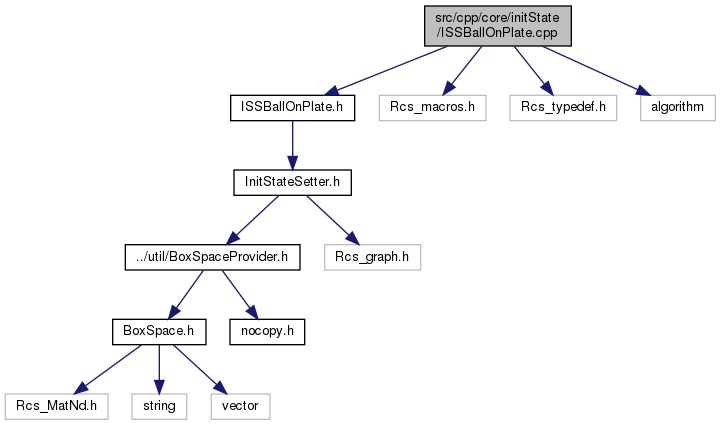 src/cpp/core/initState
/ISSBallOnPlate.cpp
ISSBallOnPlate.h
Rcs_macros.h
Rcs_typedef.h
algorithm
InitStateSetter.h
../util/BoxSpaceProvider.h
Rcs_graph.h
BoxSpace.h
nocopy.h
Rcs_MatNd.h
string
vector